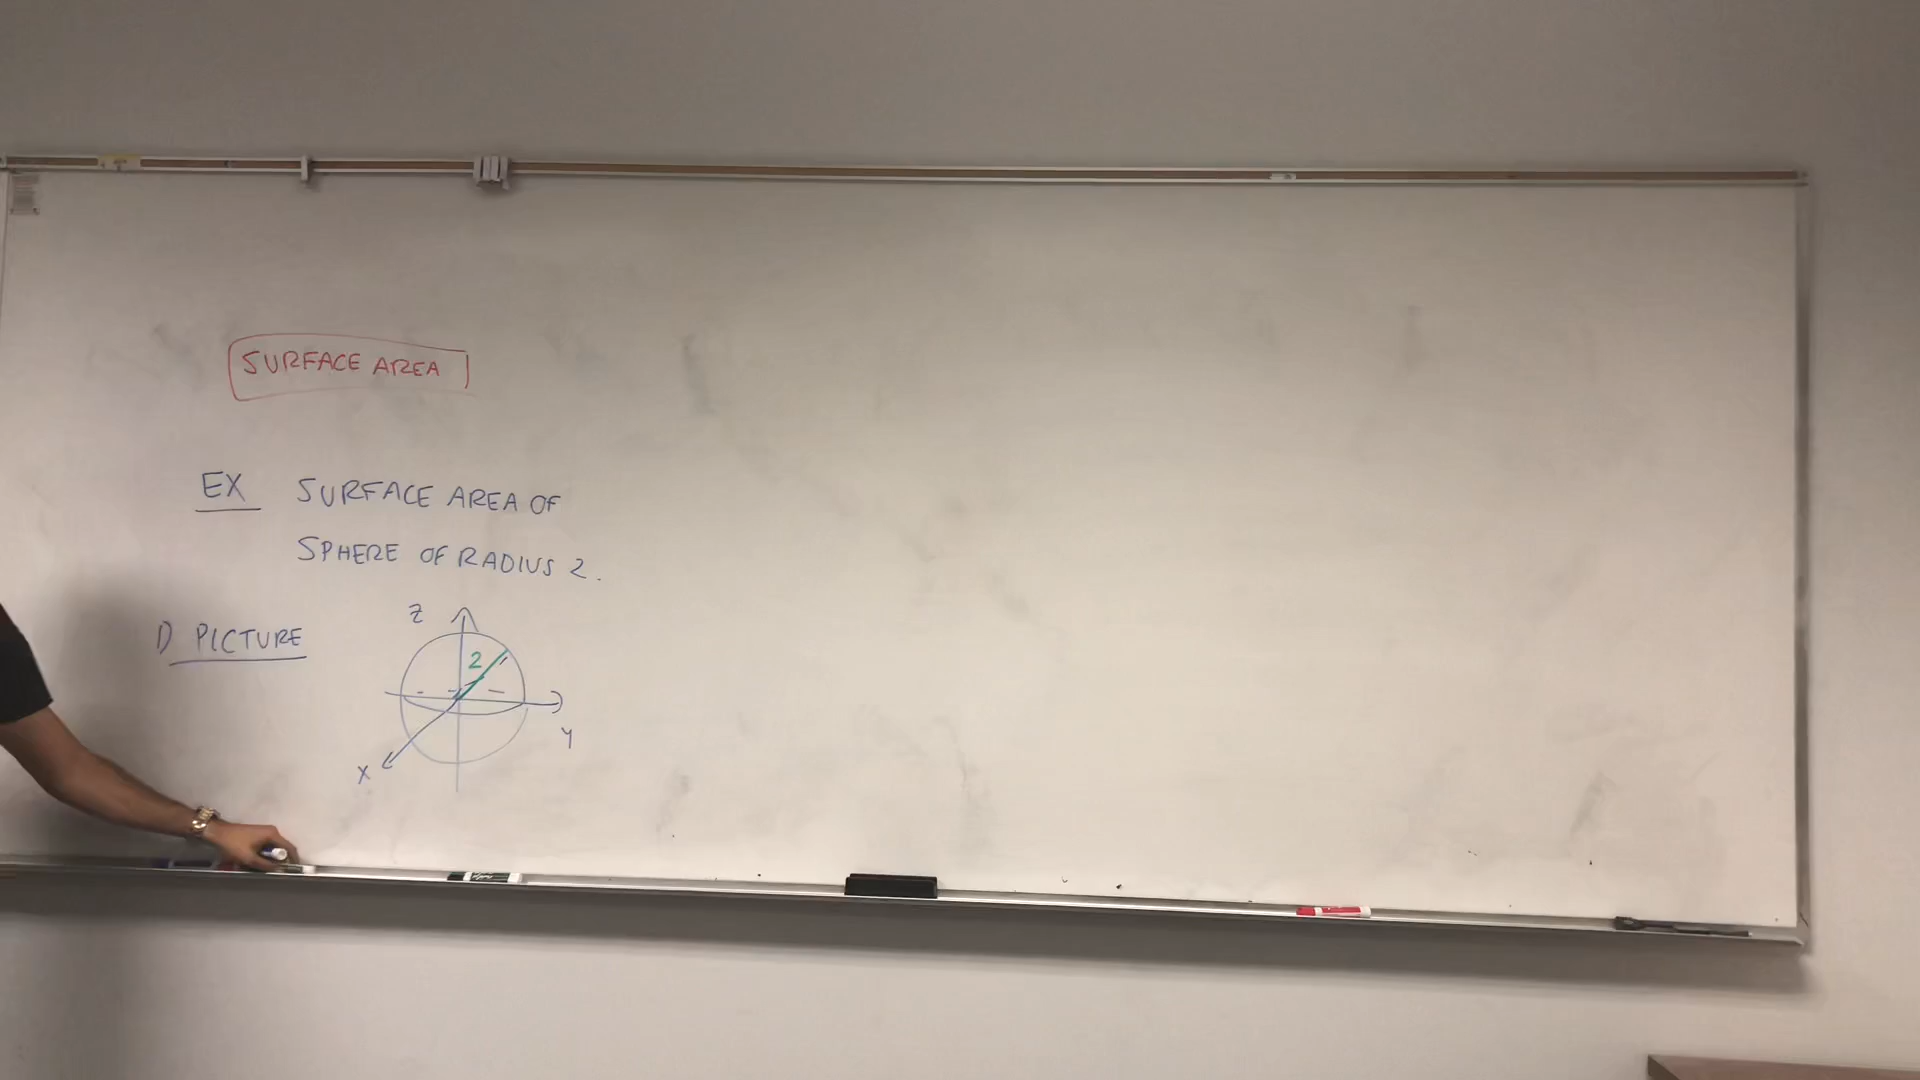 SURFACE AREA
EX SURFACE AREA OF
SPHERE OF RADIUS 2.
1) PICTURE
Z
2
Y
X